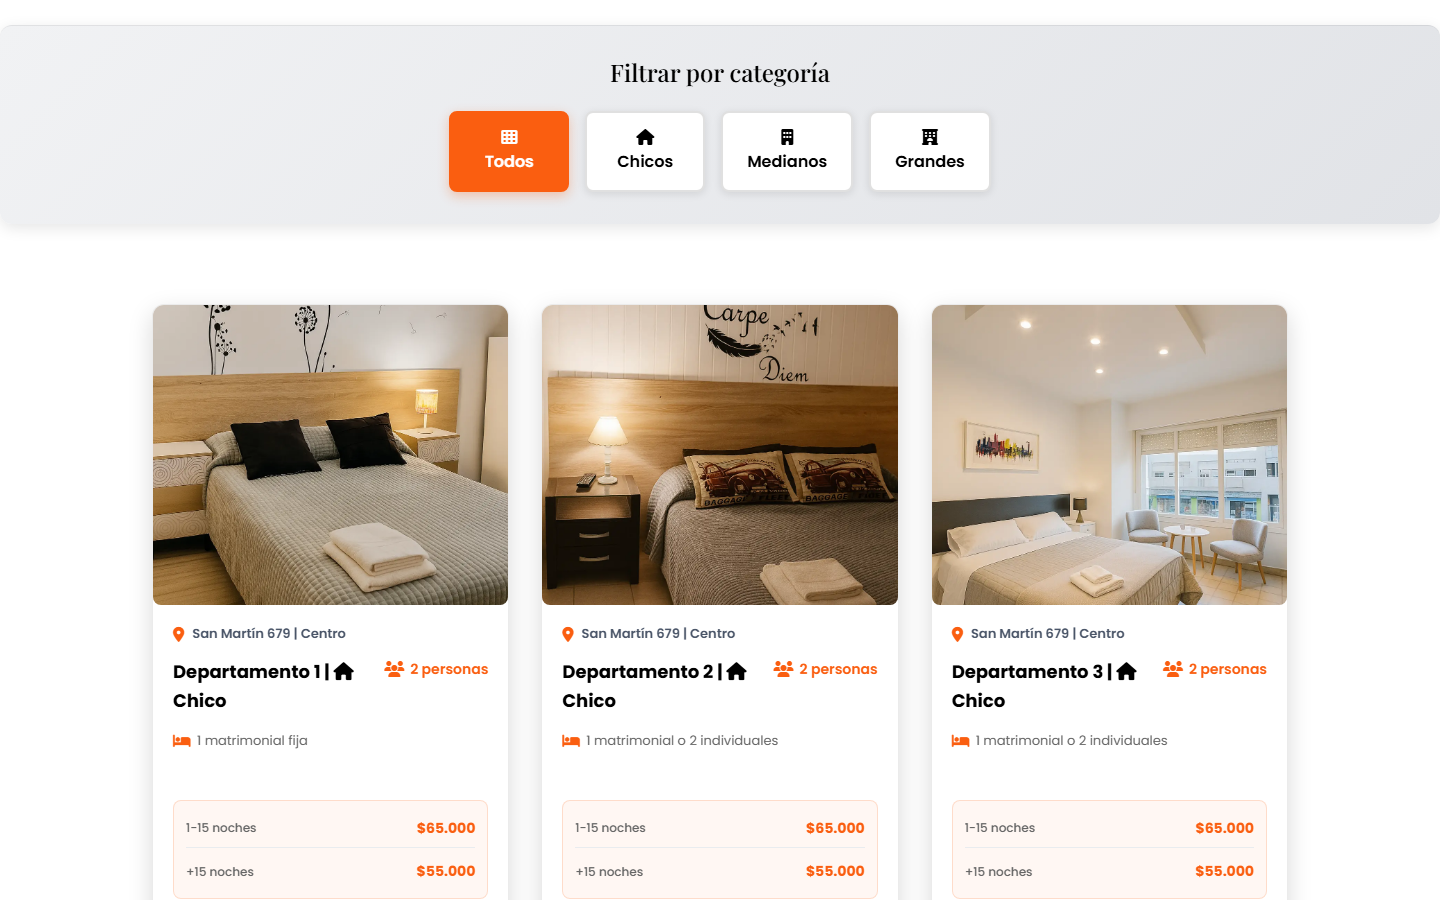 Filtrar por categoría
Todos
Chicos
Medianos
Grandes
Carpe
Diem
BAGGAGE
BAGGAGE
San Martín 679 | Centro
Departamento 1 |
Chico
2 personas
1 matrimonial fija
1-15 noches
$65.000
+15 noches
$55.000
San Martín 679 | Centro
Departamento 2 |
Chico
2 personas
1 matrimonial o 2 individuales
1-15 noches
$65.000
+15 noches
$55.000
San Martín 679 | Centro
Departamento 3 |
Chico
2 personas
1 matrimonial o 2 individuales
1-15 noches
$65.000
+15 noches
$55.000